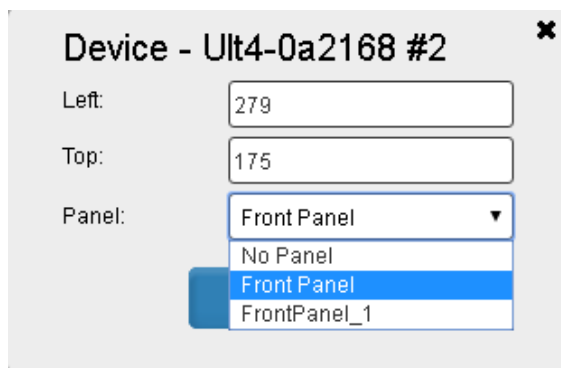 Device - Ult4-0a2168 #2
Left:
279
Top:
175
Panel:
Front Panel
No Panel
Front Panel
FrontPanel_1